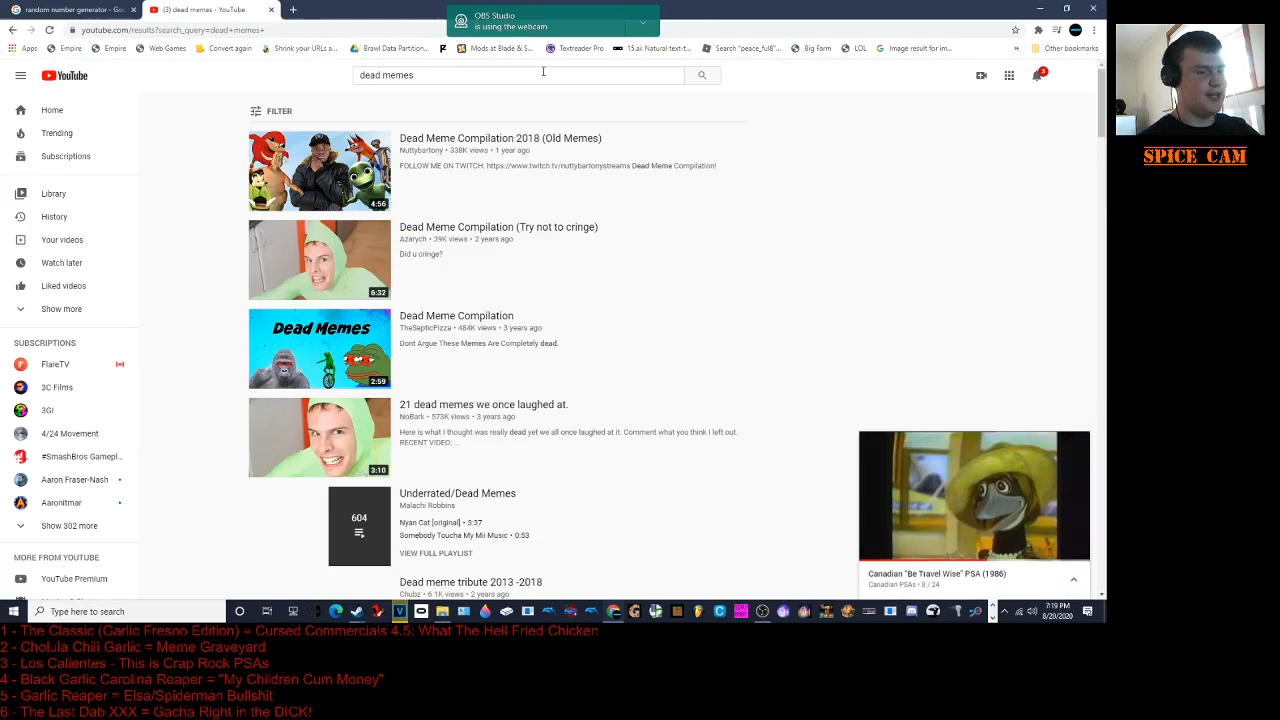 random number generator - Goo
(3) dead memes - YouTube
OBS Studio
is using the webcam
youtube.com/results?search_query=dead+memes+
Apps
Empire
Empire
Web Games
Convert again
Shrink your URLs a...
Brawl Data Partition...
Mods at Blade & S...
Textreader Pro
15.ai: Natural text-t...
Search "peace_ful8"...
Big Farm
LOL
Image result for im...
»
Other bookmarks
YouTube
dead memes
3
Home
Trending
Subscriptions
Library
History
Your videos
Watch later
Liked videos
Show more
SUBSCRIPTIONS
FlareTV
3C Films
3GI
4/24 Movement
#SmashBros Gamepl...
Aaron Fraser-Nash
Aaronitmar
Show 302 more
MORE FROM YOUTUBE
YouTube Premium
FILTER
4:56
Dead Meme Compilation 2018 (Old Memes)
Nuttybartony • 338K views • 1 year ago
FOLLOW ME ON TWITCH: https://www.twitch.tv/nuttybartonystreams Dead Meme Compilation!
6:32
Dead Meme Compilation (Try not to cringe)
Azarych • 39K views • 2 years ago
Did u cringe?
Dead Memes
2:59
Dead Meme Compilation
TheSepticPizza • 484K views • 3 years ago
Dont Argue These Memes Are Completely dead.
3:10
21 dead memes we once laughed at.
NoBark • 573K views • 3 years ago
Here is what I thought was really dead yet we all once laughed at it. Comment what you think I left out.
RECENT VIDEO: ...
604
Underrated/Dead Memes
Malachi Robbins
Nyan Cat [original] • 3:37
Somebody Toucha My Mii Music • 0:53
VIEW FULL PLAYLIST
Dead meme tribute 2013 -2018
Chubz • 6.1K views • 2 years ago
Canadian "Be Travel Wise" PSA (1986)
Canadian PSAs • 8 / 24
SPICE CAM
Type here to search
7:19 PM
8/20/2020
1 - The Classic (Garlic Fresno Edition) = Cursed Commercials 4.5: What The Hell Fried Chicken
2 - Cholula Chili Garlic = Meme Graveyard
3 - Los Calientes - This is Crap Rock PSAs
4 - Black Garlic Carolina Reaper = "My Children Cum Money"
5 - Garlic Reaper = Elsa/Spiderman Bullshit
6 - The Last Dab XXX = Gacha Right in the DICK!